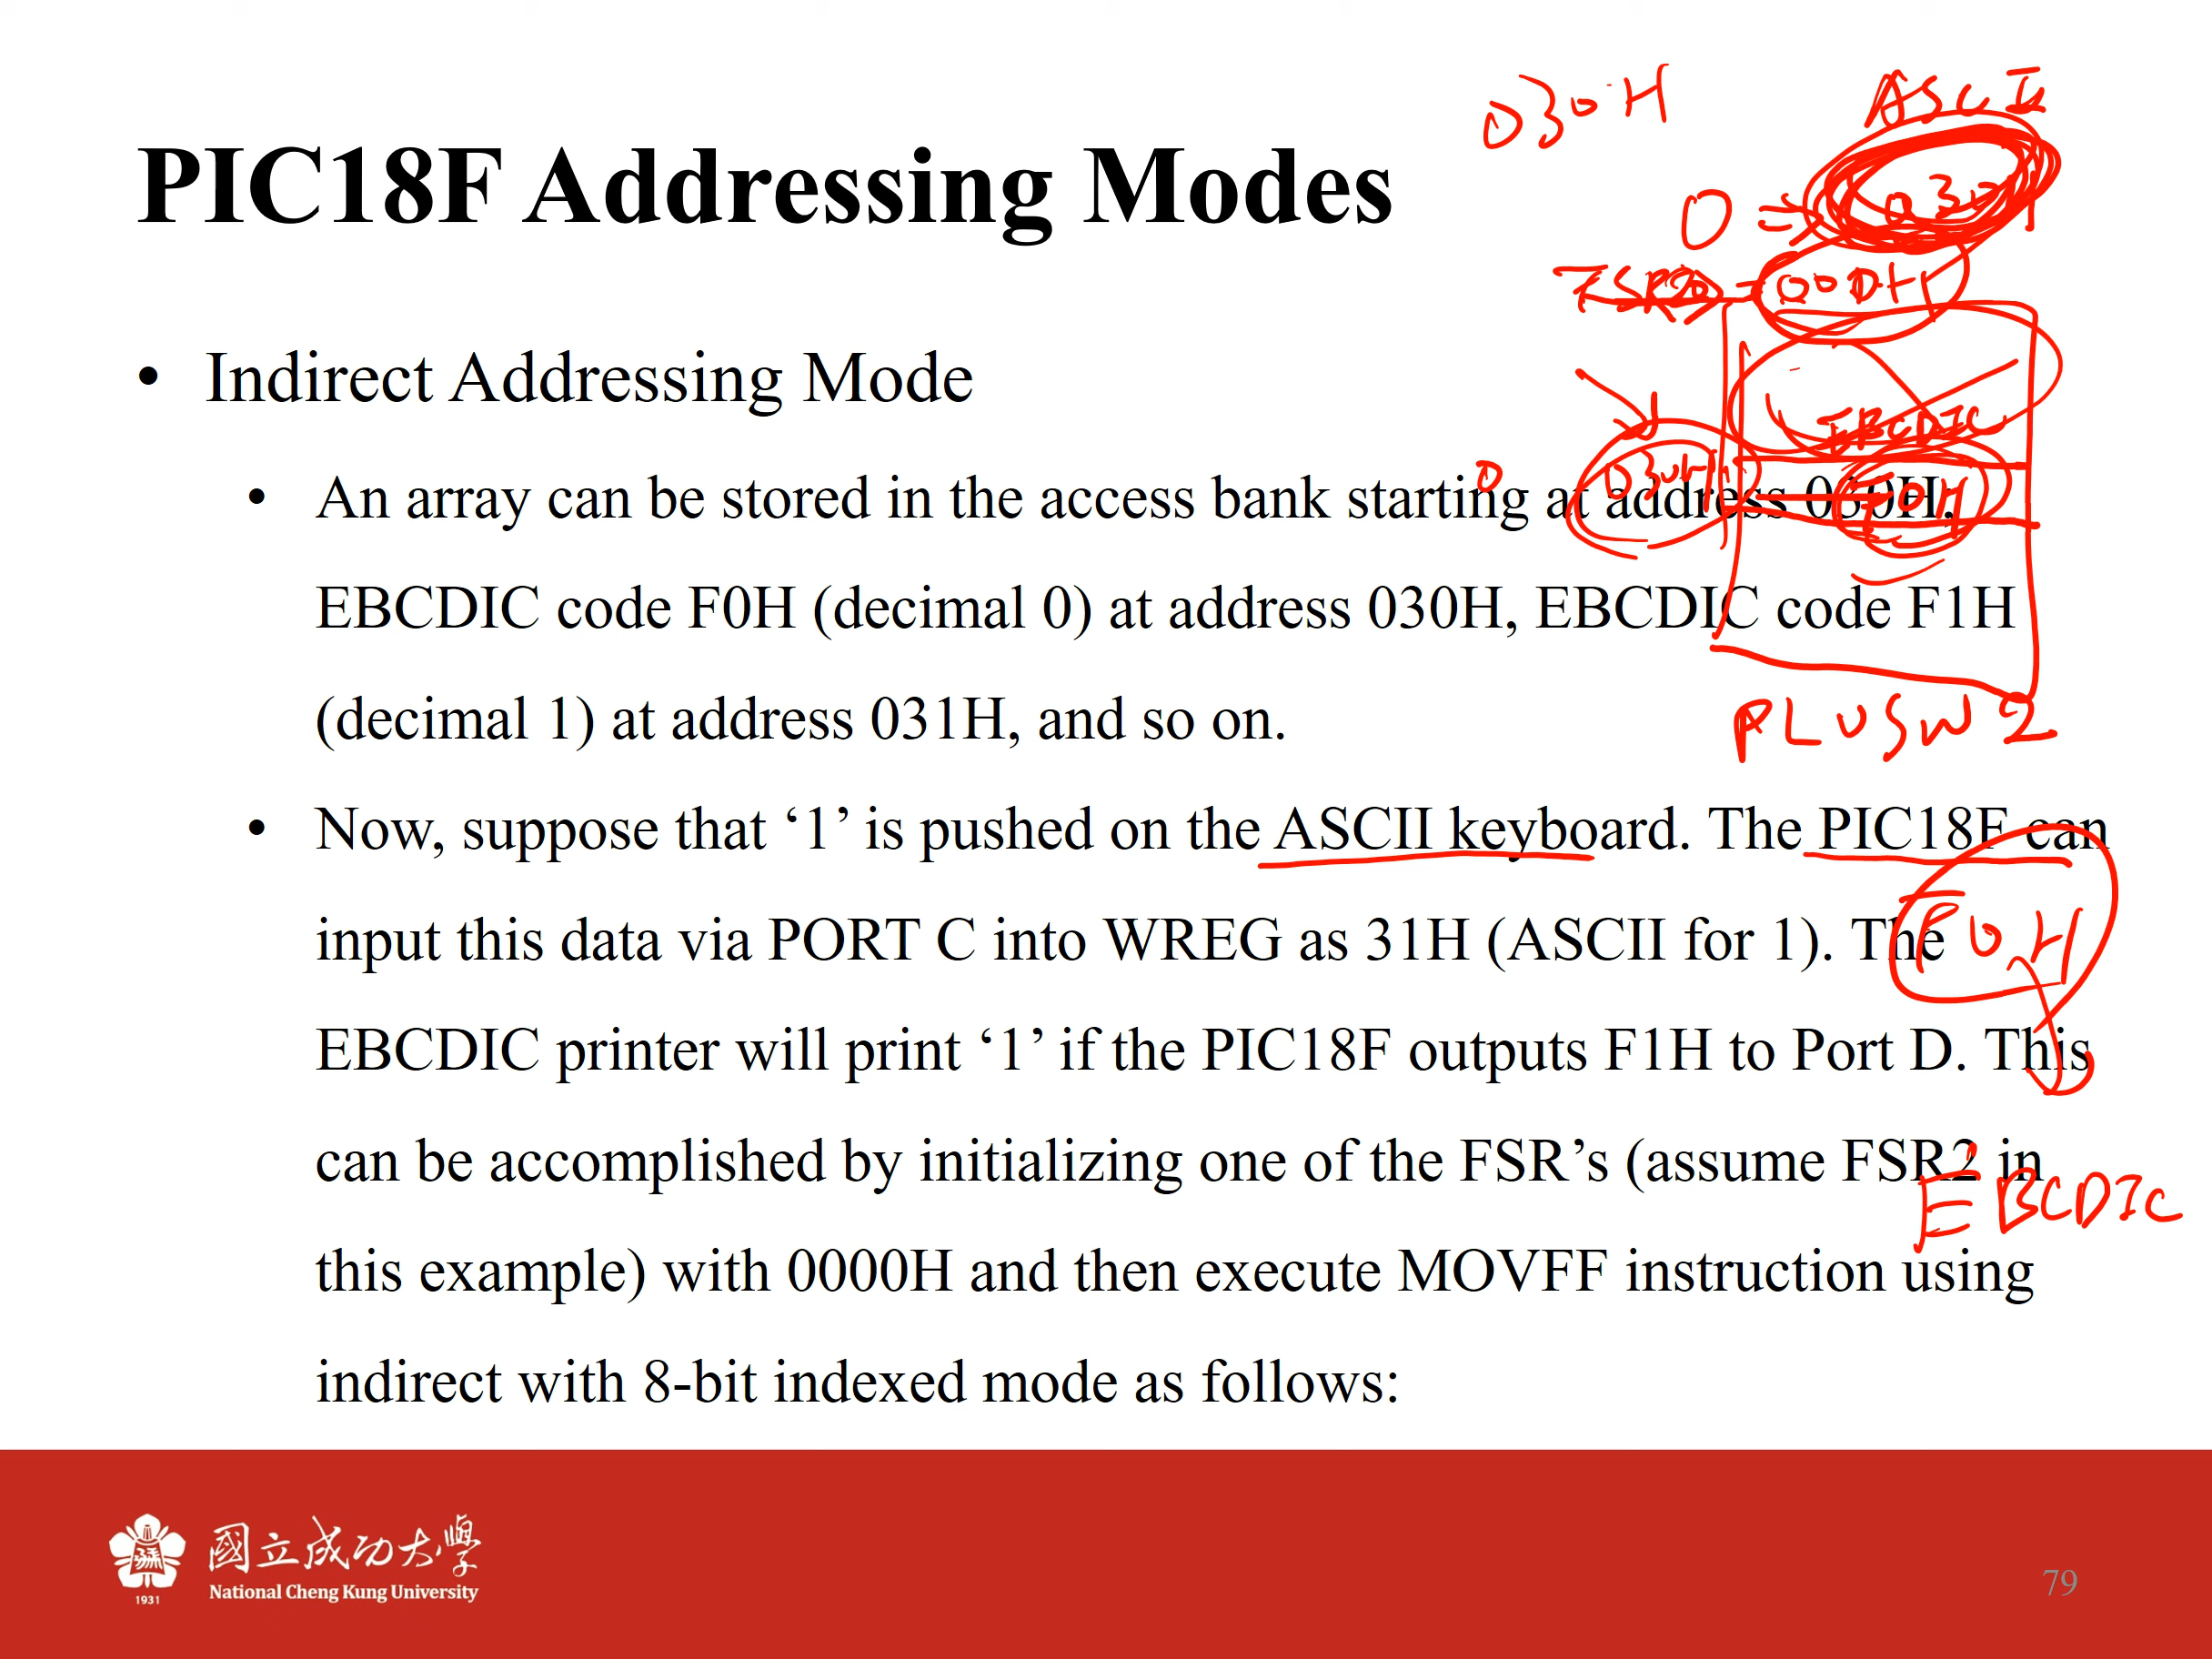 030H
ASCII
PIC18F Addressing Modes
0 ⇒ 030
FSR2 000H
• Indirect Addressing Mode
EBCDIC
0 030H F0H
• An array can be stored in the access bank starting at address 030H;
EBCDIC code F0H (decimal 0) at address 030H, EBCDIC code F1H
(decimal 1) at address 031H, and so on.
PLUSW2
• Now, suppose that ‘1’ is pushed on the ASCII keyboard. The PIC18F can
input this data via PORT C into WREG as 31H (ASCII for 1). The
F0H
EBCDIC printer will print ‘1’ if the PIC18F outputs F1H to Port D. This
can be accomplished by initializing one of the FSR’s (assume FSR2 in
EBCDIC
this example) with 0000H and then execute MOVFF instruction using
indirect with 8-bit indexed mode as follows:
國立成功大學
National Cheng Kung University
1931
79